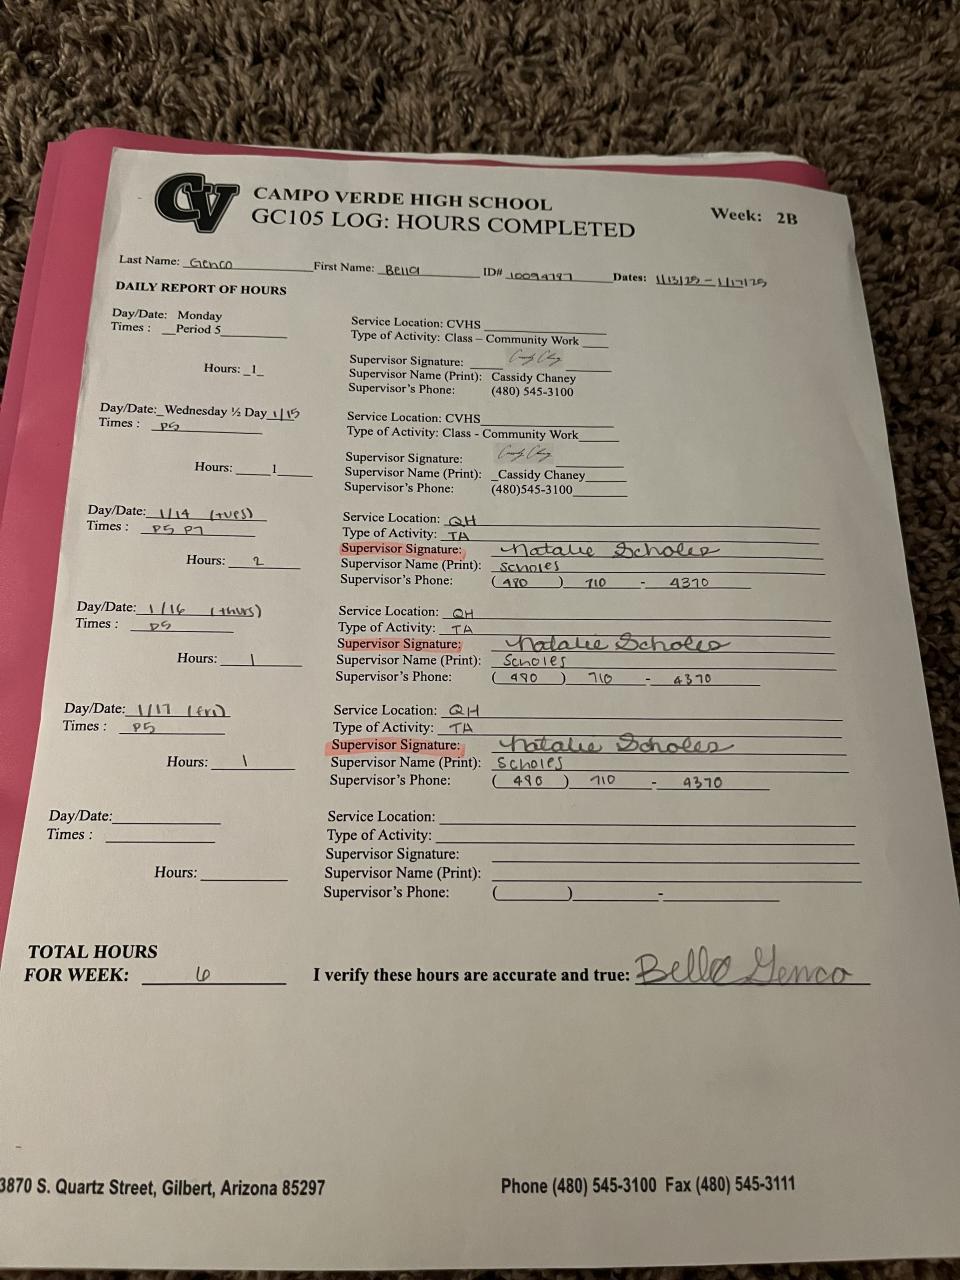 CV CAMPO VERDE HIGH SCHOOL
GC105 LOG: HOURS COMPLETED
Week: 2B
Last Name: Genco First Name: Bella ID# Dates: 1/13/25 - 1/17/25
DAILY REPORT OF HOURS
Day/Date: Monday
Times : Period 5
Hours: 1
Service Location: CVHS
Type of Activity: Class – Community Work
Supervisor Signature:
Supervisor Name (Print): Cassidy Chaney
Supervisor's Phone: (480) 545-3100
Day/Date: Wednesday ½ Day 1/15
Times : P5
Hours: 1
Service Location: CVHS
Type of Activity: Class - Community Work
Supervisor Signature:
Supervisor Name (Print): Cassidy Chaney
Supervisor's Phone: (480)545-3100
Day/Date: 1/14 (tues)
Times : P5 P7
Hours: 2
Service Location: QH
Type of Activity: TA
Supervisor Signature: Natalie Scholes
Supervisor Name (Print): Scholes
Supervisor's Phone: (480) 710 - 4370
Day/Date: 1/16 (thurs)
Times : P5
Hours: 1
Service Location: QH
Type of Activity: TA
Supervisor Signature: Natalie Scholes
Supervisor Name (Print): Scholes
Supervisor's Phone: (480) 710 - 4370
Day/Date: 1/17 (fri)
Times : P5
Hours: 1
Service Location: QH
Type of Activity: TA
Supervisor Signature: Natalie Scholes
Supervisor Name (Print): Scholes
Supervisor's Phone: (480) 710 - 4370
Day/Date:
Times :
Hours:
Service Location:
Type of Activity:
Supervisor Signature:
Supervisor Name (Print):
Supervisor's Phone: ( ) -
TOTAL HOURS
FOR WEEK: 6 I verify these hours are accurate and true: Bella Genco
3870 S. Quartz Street, Gilbert, Arizona 85297 Phone (480) 545-3100 Fax (480) 545-3111